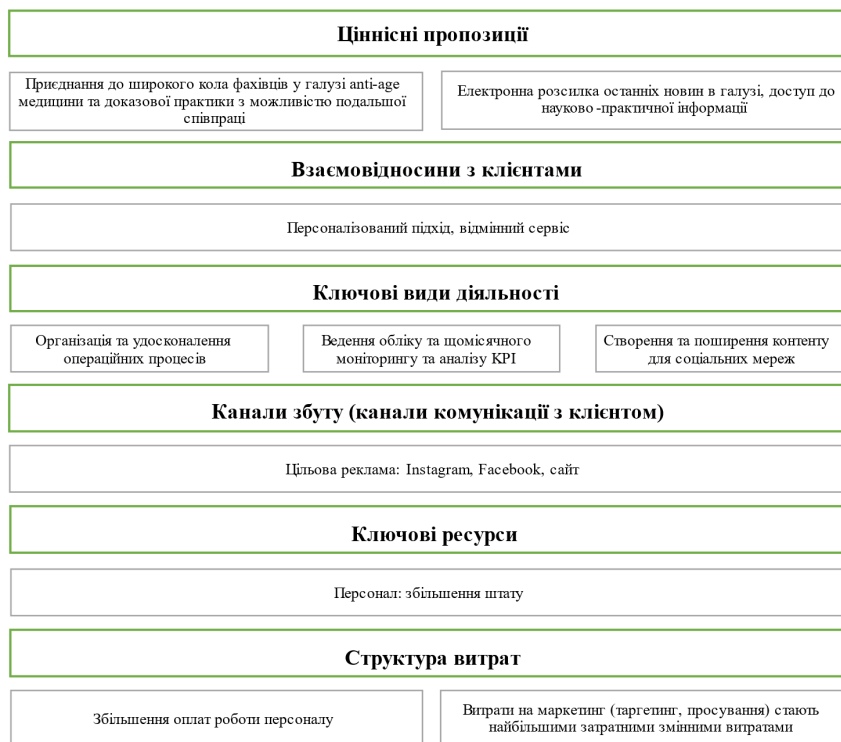 Ціннісні пропозиції
Приєднання до широкого кола фахівців у галузі anti-age
медицини та доказової практики з можливістю подальшої
співпраці
Електронна розсилка останніх новин в галузі, доступ до
науково-практичної інформації
Взаємовідносини з клієнтами
Персоналізований підхід, відмінний сервіс
Ключові види діяльності
Організація та удосконалення
операційних процесів
Ведення обліку та щомісячного
моніторингу та аналізу KPI
Створення та поширення контенту
для соціальних мереж
Канали збуту (канали комунікації з клієнтом)
Цільова реклама: Instagram, Facebook, сайт
Ключові ресурси
Персонал: збільшення штату
Структура витрат
Збільшення оплат роботи персоналу
Витрати на маркетинг (таргетинг, просування) стають
найбільшими затратними змінними витратами